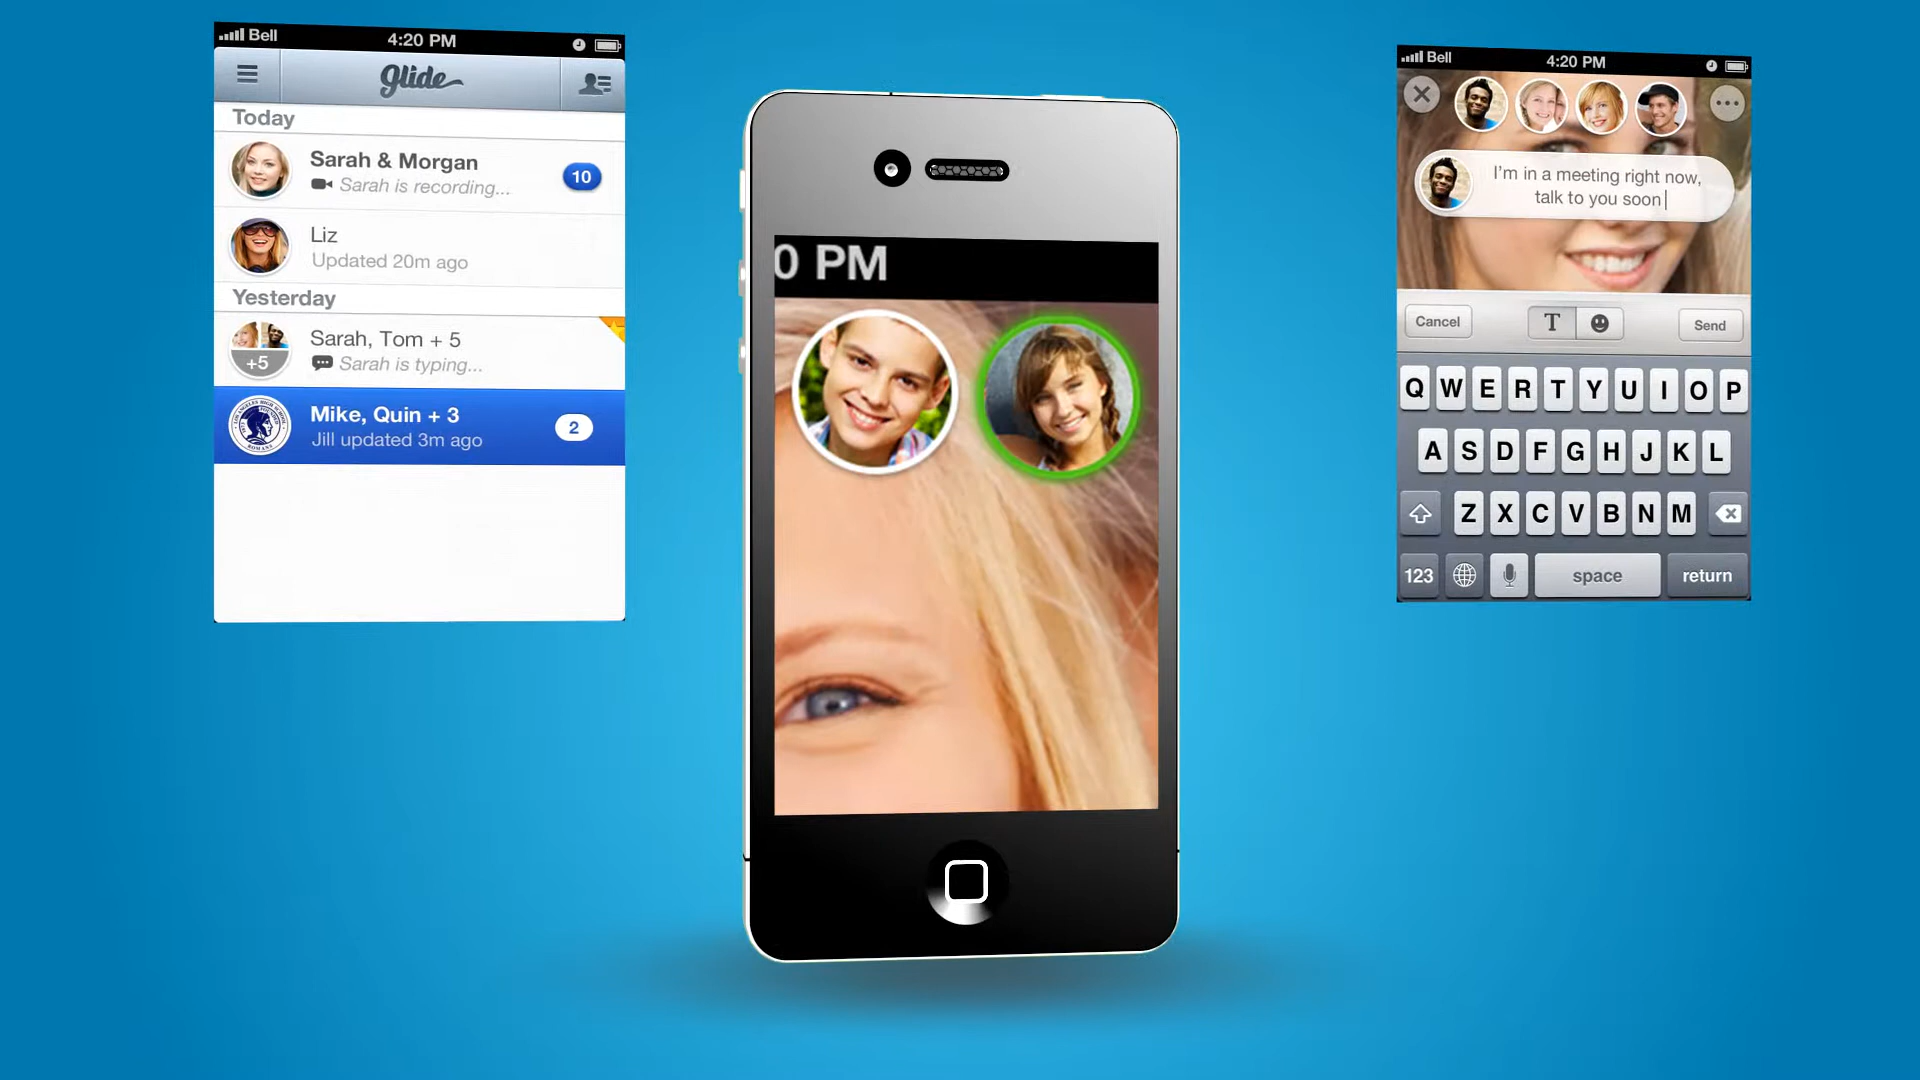 Bell 4:20 PM
glide
Today
Sarah & Morgan
Sarah is recording...
10
Liz
Updated 20m ago
Yesterday
Sarah, Tom + 5
+5
Sarah is typing...
Mike, Quin + 3
Jill updated 3m ago
2
0 PM
Bell 4:20 PM
I'm in a meeting right now,
talk to you soon
Cancel T Send
Q W E R T Y U I O P
A S D F G H J K L
Z X C V B N M
123 space return